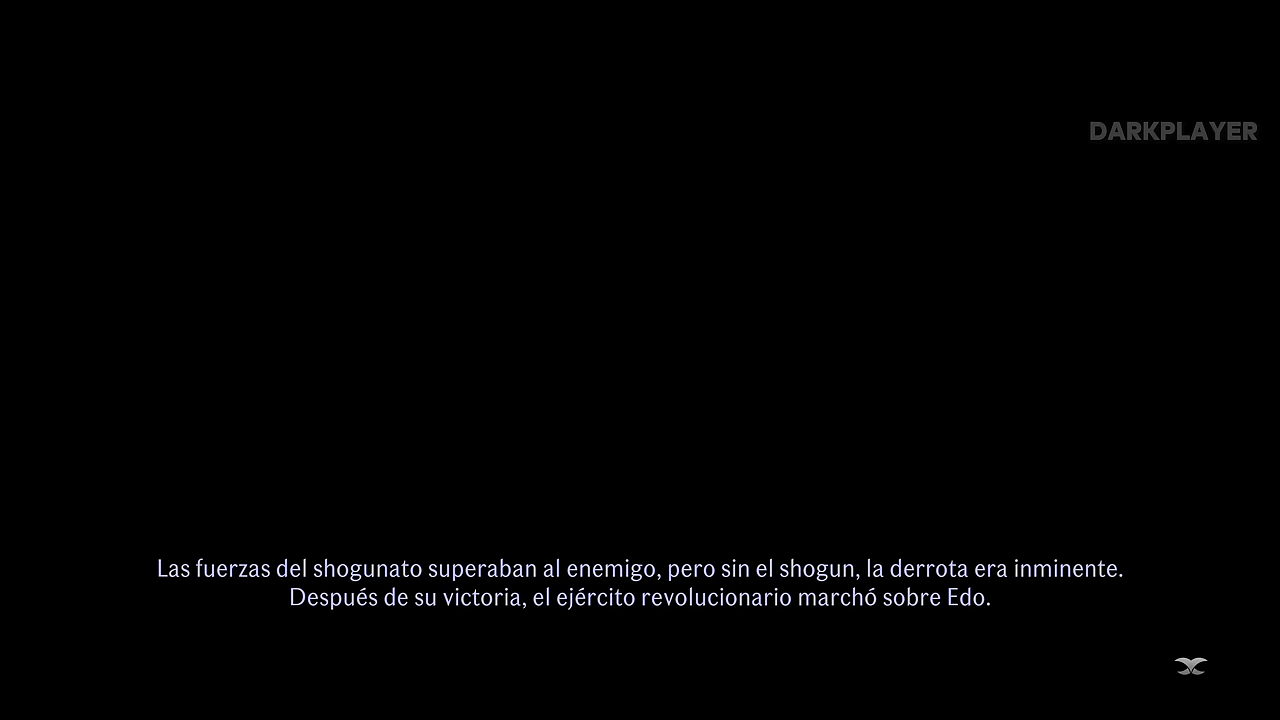 DARKPLAYER
Las fuerzas del shogunato superaban al enemigo, pero sin el shogun, la derrota era inminente.
Después de su victoria, el ejército revolucionario marchó sobre Edo.